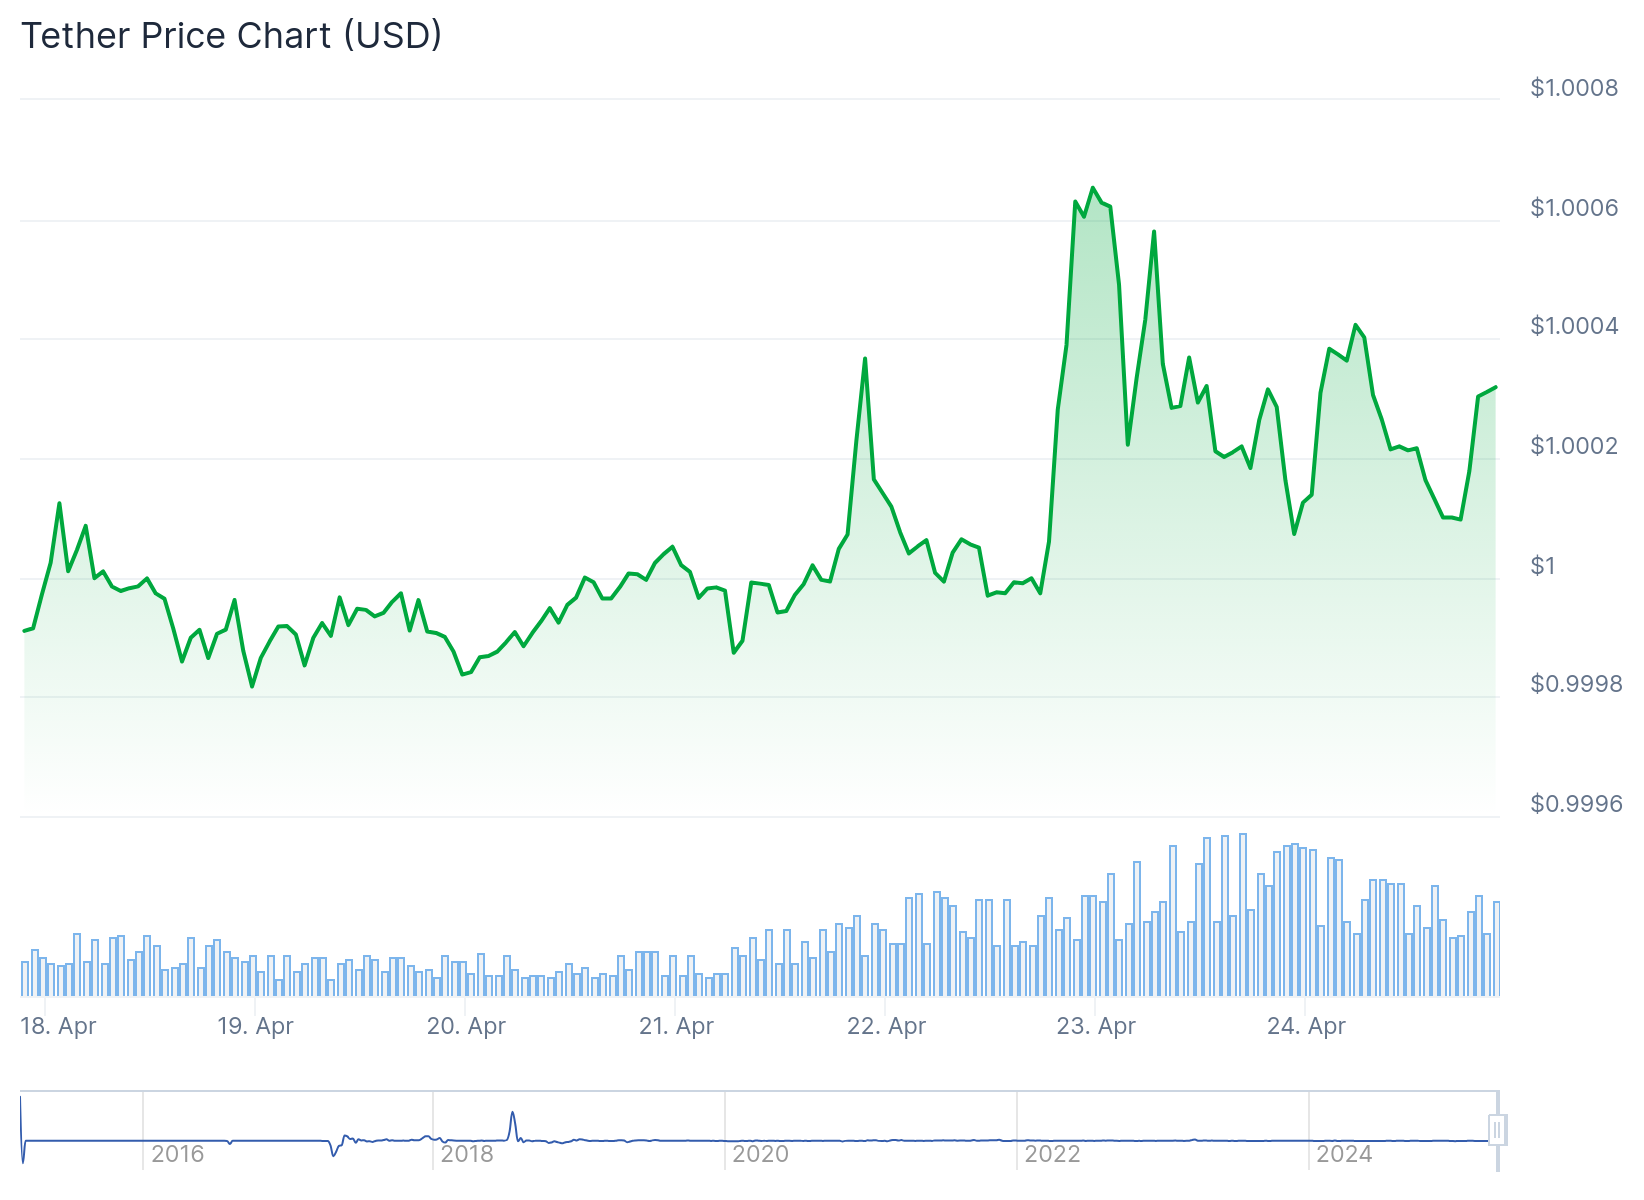 Tether Price Chart (USD)
$1.0008
$1.0006
$1.0004
$1.0002
$1
$0.9998
$0.9996
18. Apr 19. Apr 20. Apr 21. Apr 22. Apr 23. Apr 24. Apr
2016 2018 2020 2022 2024